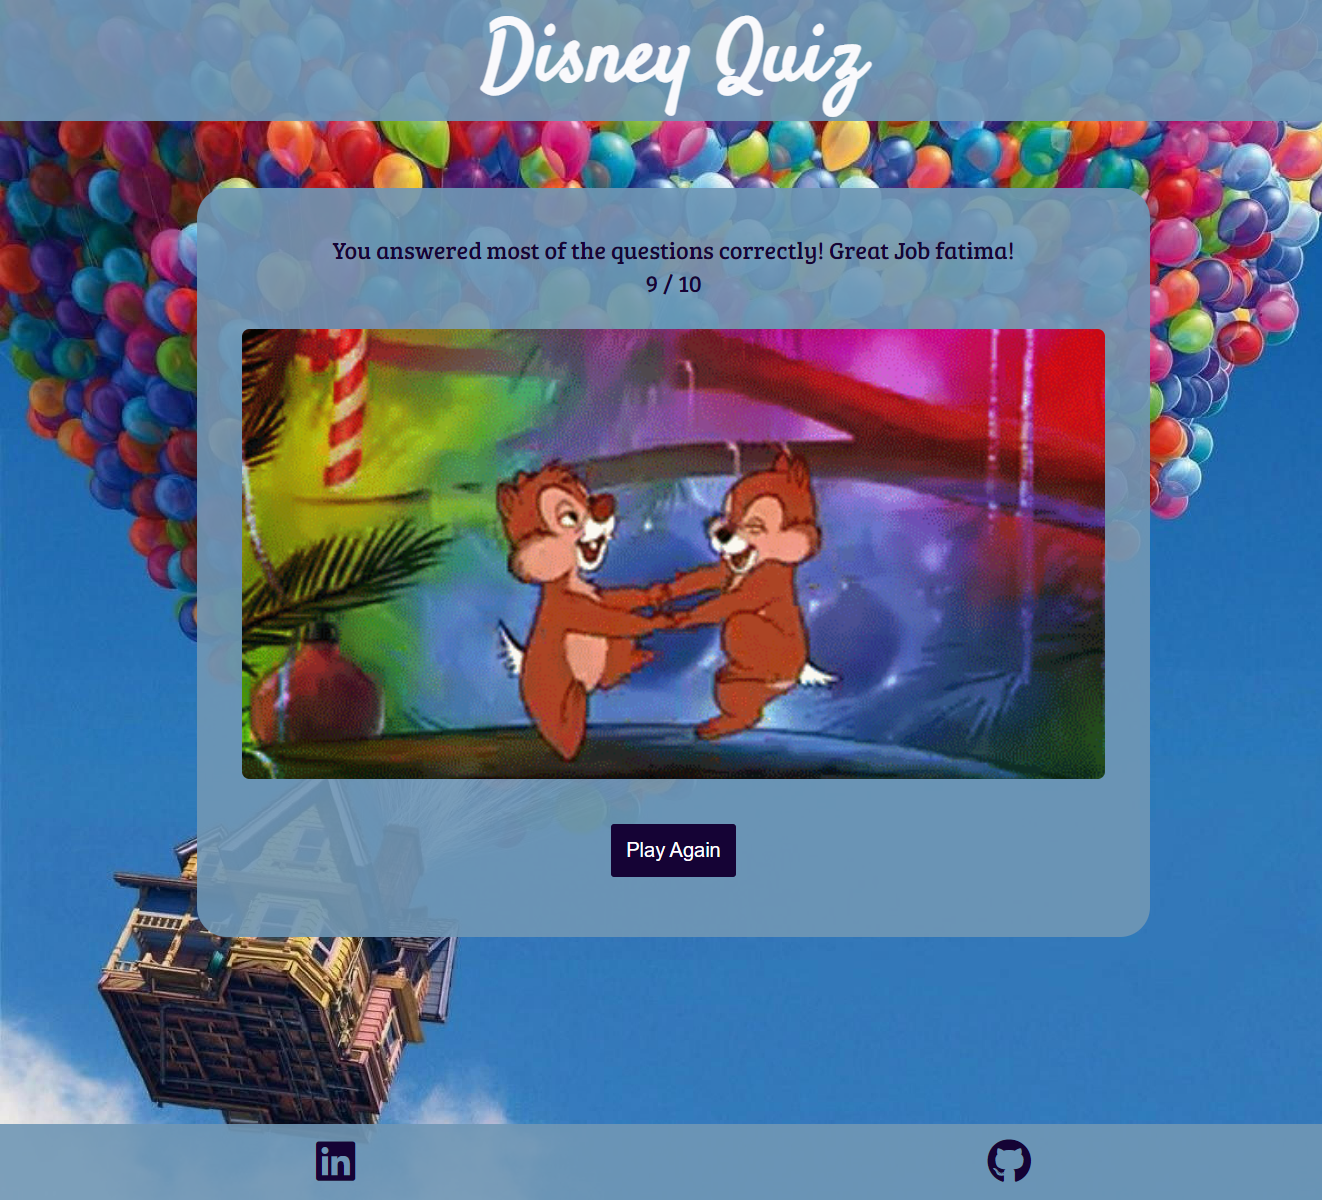 Disney Quiz
You answered most of the questions correctly! Great Job fatima!
9 / 10
Play Again
in